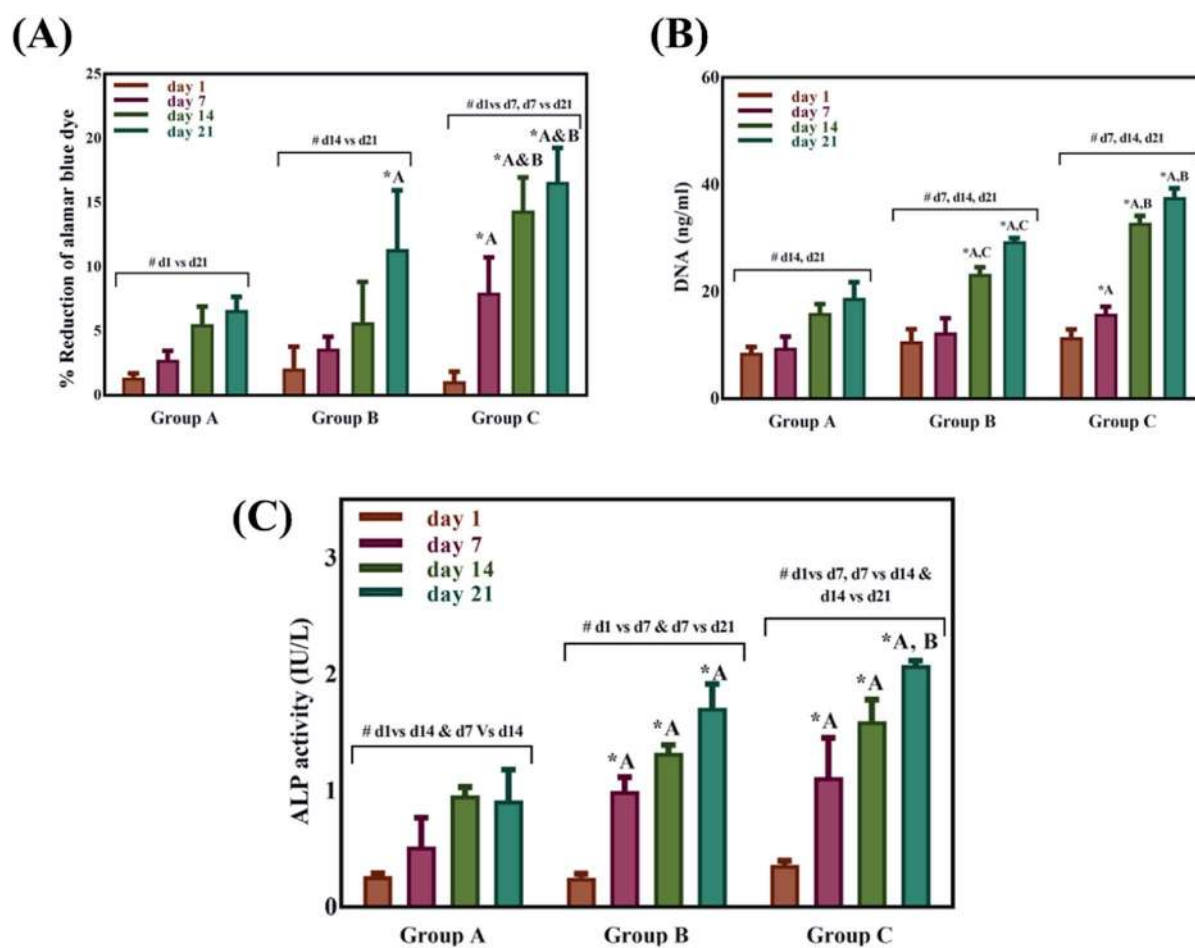 (A)
% Reduction of alamar blue dye
25
20
15
10
5
0
day 1
day 7
day 14
day 21
# d1 vs d21
# d14 vs d21
*A
# d1vs d7, d7 vs d21
*A
*A&B
*A&B
Group A
Group B
Group C
(B)
DNA (ng/ml)
60
40
20
0
day 1
day 7
day 14
day 21
# d14, d21
# d7, d14, d21
*A,C
*A,C
# d7, d14, d21
*A
*A,B
*A,B
Group A
Group B
Group C
(C)
ALP activity (IU/L)
3
2
1
0
day 1
day 7
day 14
day 21
# d1vs d14 & d7 Vs d14
# d1 vs d7 & d7 vs d21
*A
*A
*A
# d1vs d7, d7 vs d14 &
d14 vs d21
*A
*A
*A, B
Group A
Group B
Group C